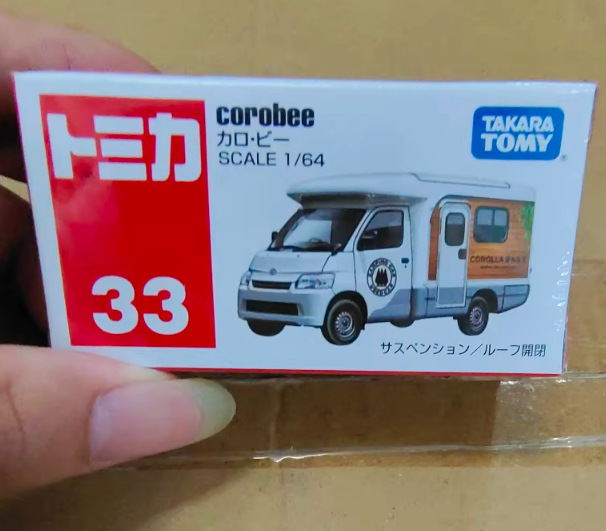 トミカ
33
corobee
カロ・ビー
SCALE 1/64
TAKARA
TOMY
COROLLA
サスペンション/ルーフ開閉